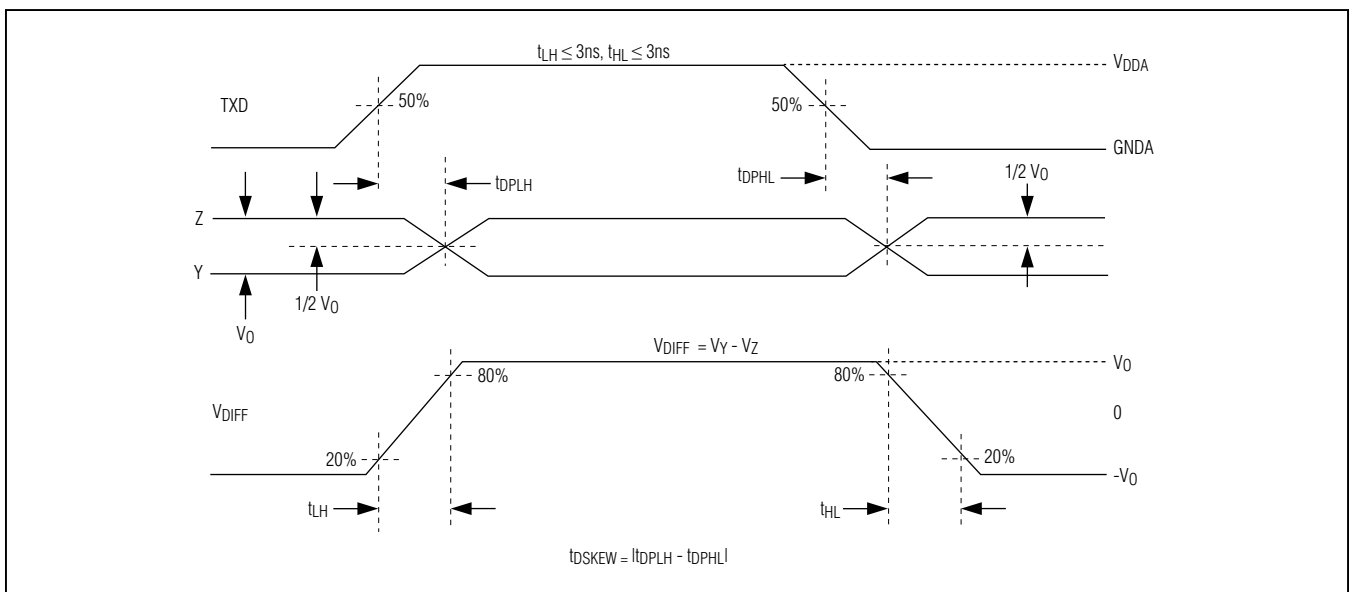 tLH ≤ 3ns, tHL ≤ 3ns
VDDA
TXD
50%
50%
GNDA
tDPLH
tDPHL
1/2 VO
Z
Y
1/2 VO
VO
VDIFF = VY - VZ
VO
80%
80%
VDIFF
0
20%
20%
-VO
tLH
tHL
tDSKEW = |tDPLH - tDPHL|